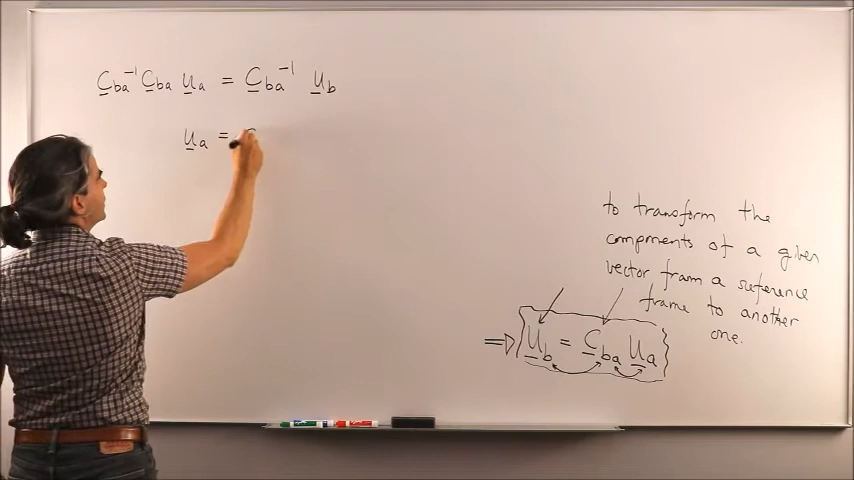 C_ba⁻¹ C_ba u_a = C_ba⁻¹ u_b
u_a =
to transform the
components of a given
vector from a reference
frame to another
one.
⇒ u_b = C_ba u_a